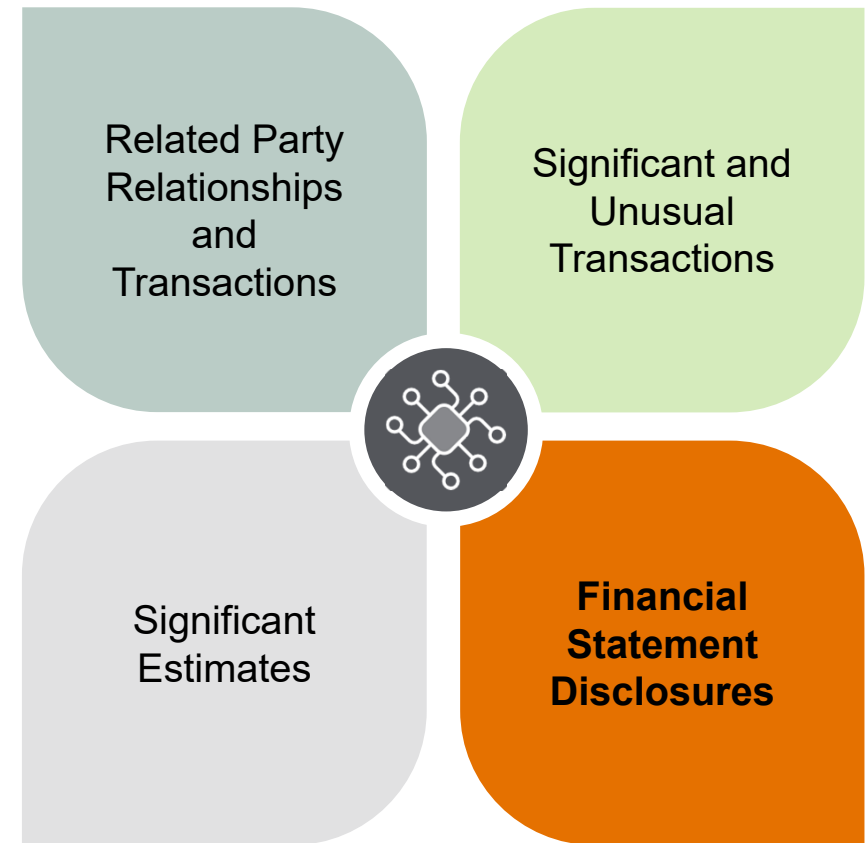 Related Party
Relationships
and
Transactions
Significant and
Unusual
Transactions
Significant
Estimates
Financial
Statement
Disclosures